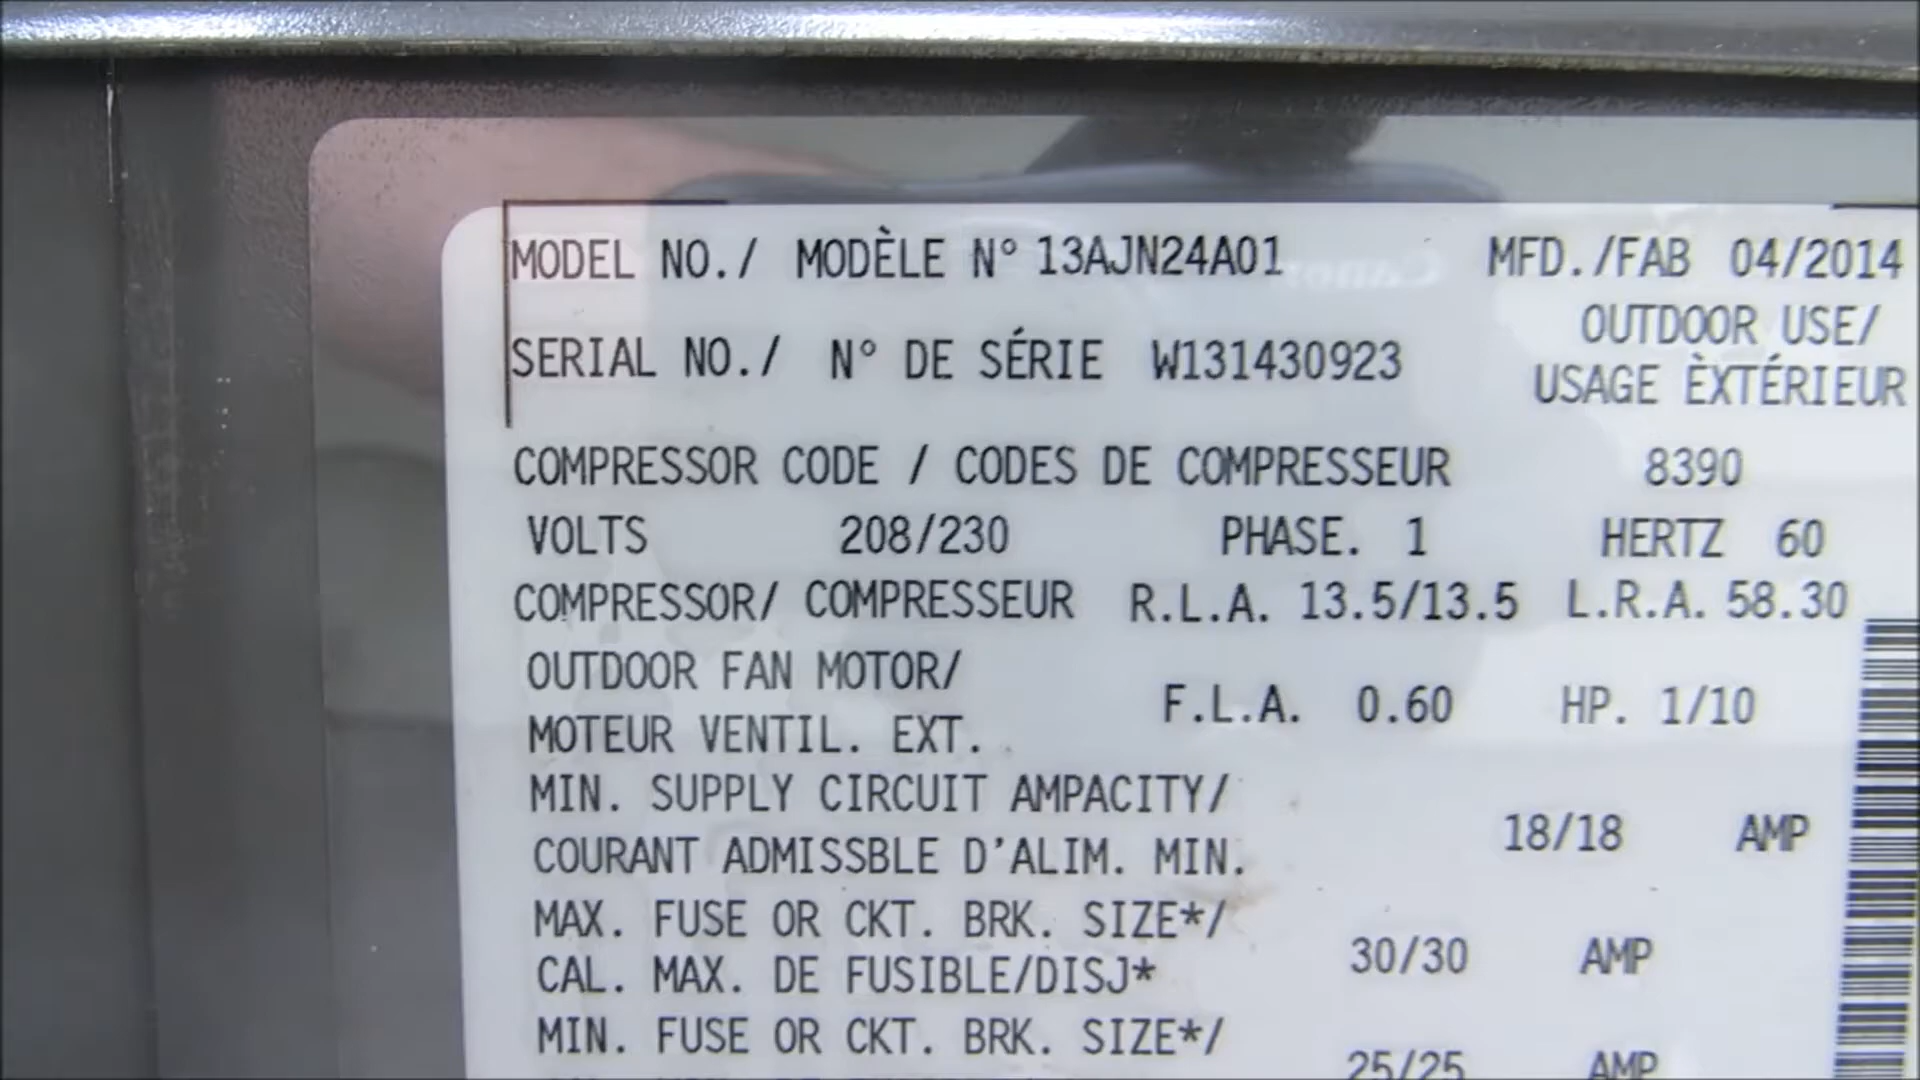 MODEL NO./ MODÈLE N° 13AJN24A01 MFD./FAB 04/2014
OUTDOOR USE/
SERIAL NO./ N° DE SÉRIE W131430923
USAGE ÈXTÉRIEUR
COMPRESSOR CODE / CODES DE COMPRESSEUR 8390
VOLTS 208/230 PHASE. 1 HERTZ 60
COMPRESSOR/ COMPRESSEUR R.L.A. 13.5/13.5 L.R.A. 58.30
OUTDOOR FAN MOTOR/
F.L.A. 0.60 HP. 1/10
MOTEUR VENTIL. EXT.
MIN. SUPPLY CIRCUIT AMPACITY/
18/18 AMP
COURANT ADMISSBLE D'ALIM. MIN.
MAX. FUSE OR CKT. BRK. SIZE*/
30/30 AMP
CAL. MAX. DE FUSIBLE/DISJ*
MIN. FUSE OR CKT. BRK. SIZE*/
25/25 AMP